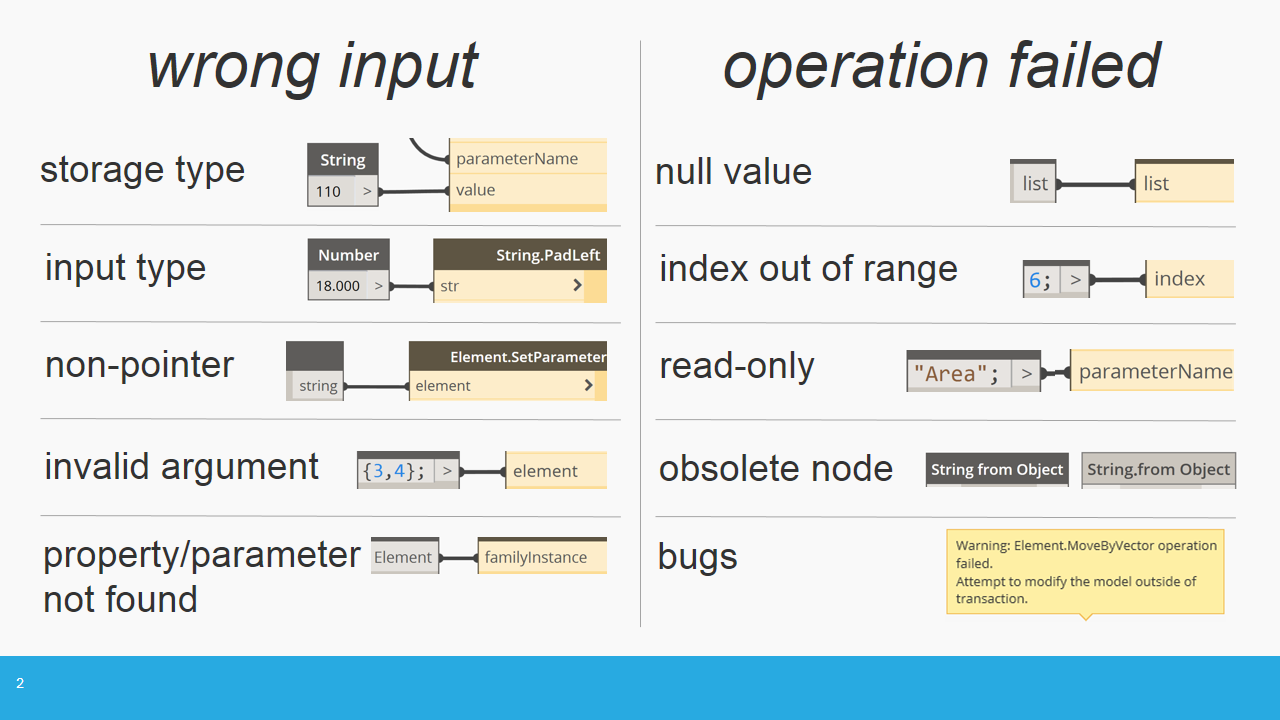 wrong input
storage type
String
110 >
parameterName
value
input type
Number
18.000 >
String.PadLeft
str >
non-pointer
string
Element.SetParameter
element >
invalid argument
{3,4}; >
element
property/parameter
not found
Element
familyInstance
operation failed
null value
list
list
index out of range
6; >
index
read-only
"Area"; >
parameterName
obsolete node
String from Object
String.from Object
bugs
Warning: Element.MoveByVector operation
failed.
Attempt to modify the model outside of
transaction.
2